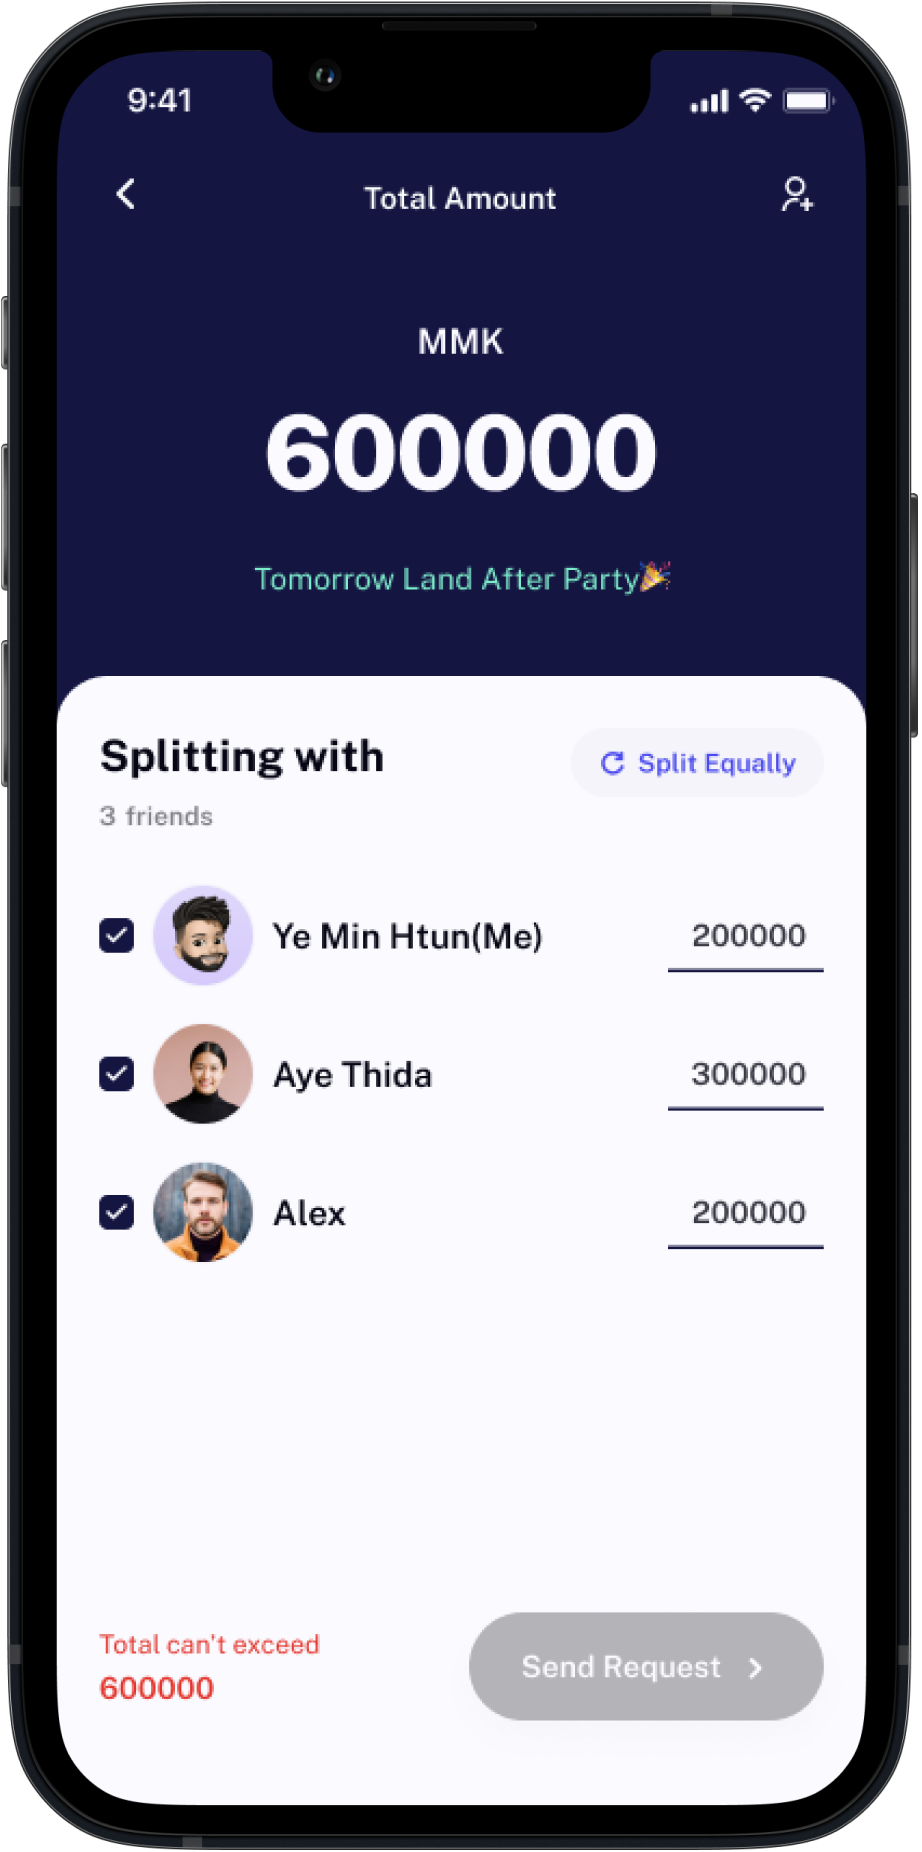 9:41
Total Amount
MMK
600000
Tomorrow Land After Party🎉
Splitting with
Split Equally
3 friends
Ye Min Htun(Me)
200000
Aye Thida
300000
Alex
200000
Total can't exceed
600000
Send Request